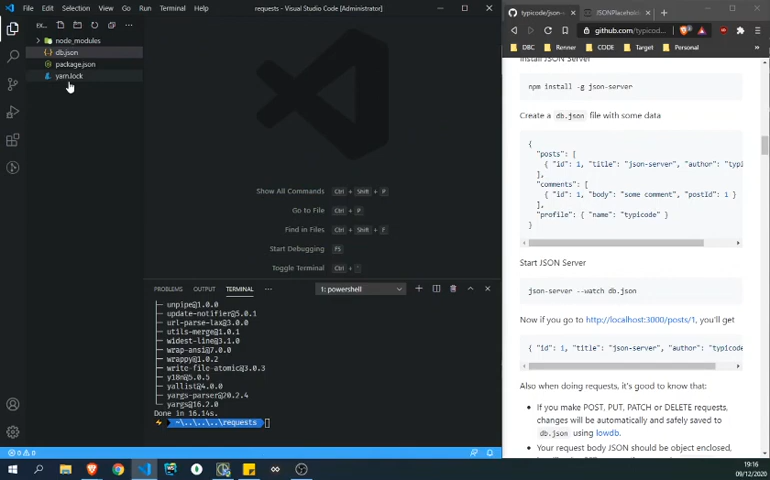 File Edit Selection View Go Run Terminal Help requests - Visual Studio Code [Administrator]
EX...
node_modules
db.json
package.json
yarn.lock
Show All Commands Ctrl + Shift + P
Go to File Ctrl + P
Find in Files Ctrl + Shift + F
Start Debugging F5
Toggle Terminal Ctrl + `
PROBLEMS OUTPUT TERMINAL ... 1: powershell
├─ unpipe@1.0.0
├─ update-notifier@5.0.1
├─ url-parse-lax@3.0.0
├─ utils-merge@1.0.1
├─ widest-line@3.1.0
├─ wrap-ansi@7.0.0
├─ wrappy@1.0.2
├─ write-file-atomic@3.0.3
├─ y18n@5.0.5
├─ yallist@4.0.0
├─ yargs-parser@20.2.4
└─ yargs@16.2.0
Done in 16.14s.
~\..\..\..\requests
0 0
typicode/json- JSONPlacehold
github.com/typicod...
DBC Renner CODE Target Personal
Install JSON Server
npm install -g json-server
Create a db.json file with some data
{
"posts": [
{ "id": 1, "title": "json-server", "author": "typi
],
"comments": [
{ "id": 1, "body": "some comment", "postId": 1 }
],
"profile": { "name": "typicode" }
}
Start JSON Server
json-server --watch db.json
Now if you go to http://localhost:3000/posts/1, you'll get
{ "id": 1, "title": "json-server", "author": "typicode
Also when doing requests, it's good to know that:
• If you make POST, PUT, PATCH or DELETE requests,
changes will be automatically and safely saved to
db.json using lowdb.
• Your request body JSON should be object enclosed,
19:16
09/12/2020